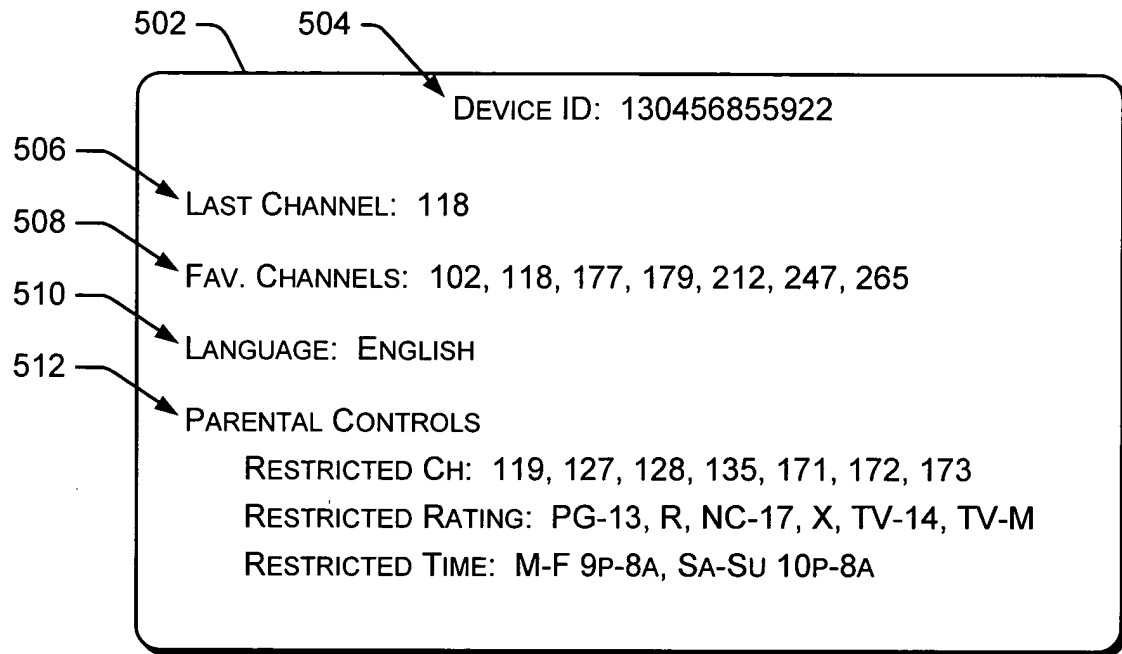 502
504
DEVICE ID: 130456855922
506
LAST CHANNEL: 118
508
FAV. CHANNELS: 102, 118, 177, 179, 212, 247, 265
510
LANGUAGE: ENGLISH
512
PARENTAL CONTROLS
RESTRICTED CH: 119, 127, 128, 135, 171, 172, 173
RESTRICTED RATING: PG-13, R, NC-17, X, TV-14, TV-M
RESTRICTED TIME: M-F 9P-8A, SA-SU 10P-8A